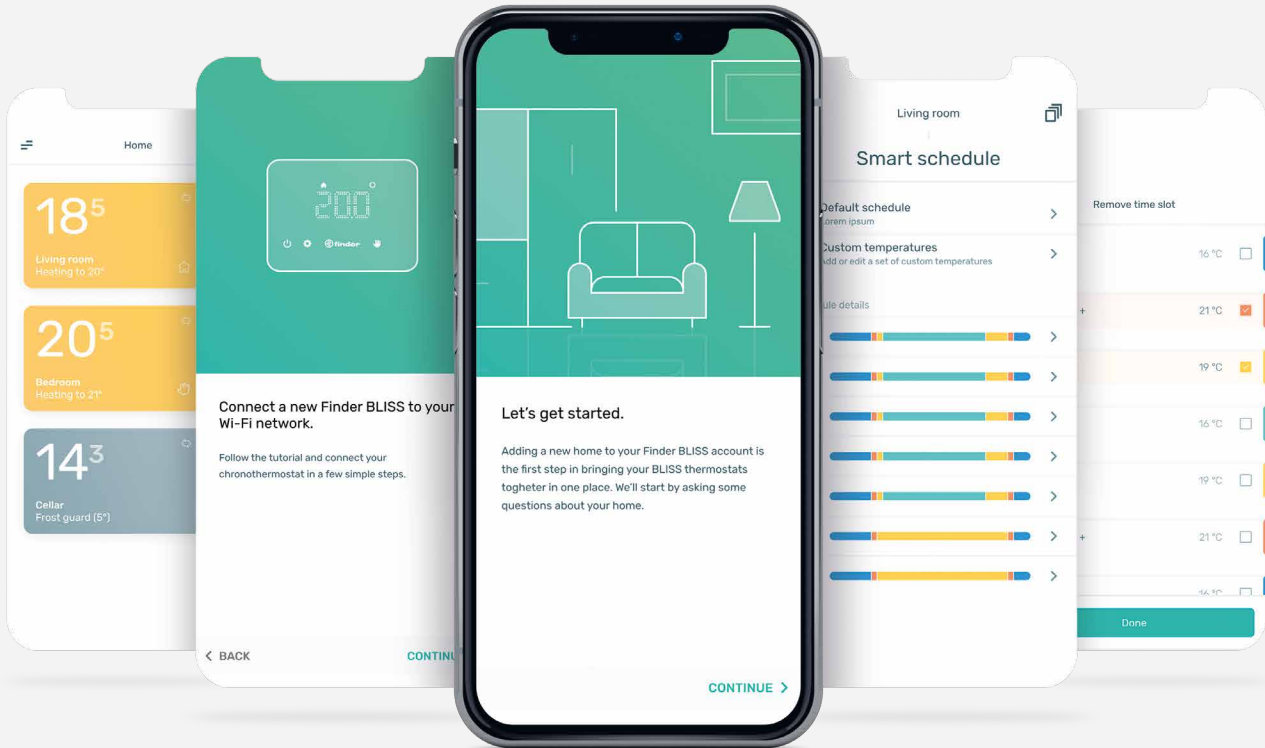 Home
18⁵
Living room
Heating to 20°
20⁵
Bedroom
Heating to 21°
14³
Cellar
Frost guard (5°)
20.0
finder
Connect a new Finder BLISS to your
Wi-Fi network.
Follow the tutorial and connect your
chronothermostat in a few simple steps.
BACK
CONTINU
Let's get started.
Adding a new home to your Finder BLISS account is
the first step in bringing your BLISS thermostats
togheter in one place. We'll start by asking some
questions about your home.
CONTINUE
Living room
Smart schedule
Default schedule
Lorem ipsum
Custom temperatures
Add or edit a set of custom temperatures
ule details
Remove time slot
16 °C
+ 21 °C
19 °C
16 °C
19 °C
+ 21 °C
16 °C
Done